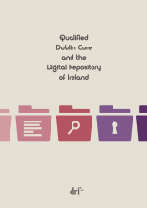 Qualified
Dublin Core
and the
Digital Repository
of Ireland
dri